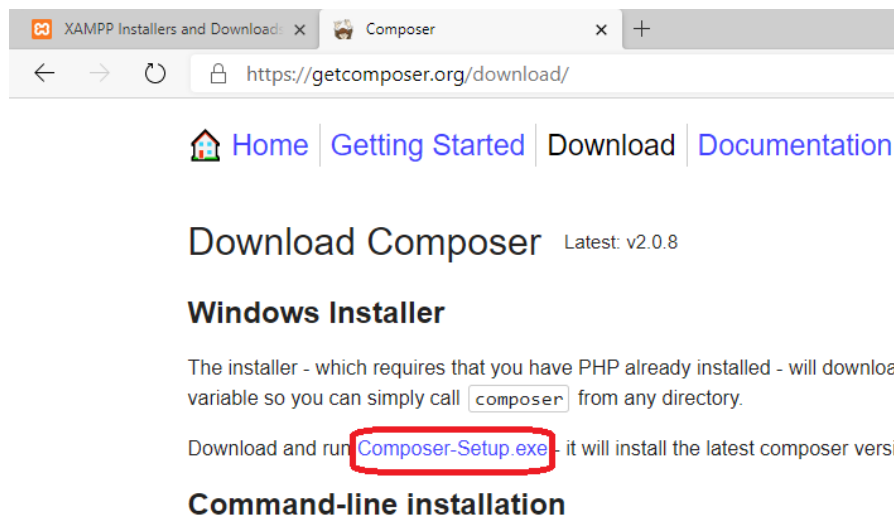 XAMPP Installers and Downloads
Composer
https://getcomposer.org/download/
Home Getting Started Download Documentation
Download Composer Latest: v2.0.8
Windows Installer
The installer - which requires that you have PHP already installed - will downloa
variable so you can simply call composer from any directory.
Download and run Composer-Setup.exe - it will install the latest composer versi
Command-line installation